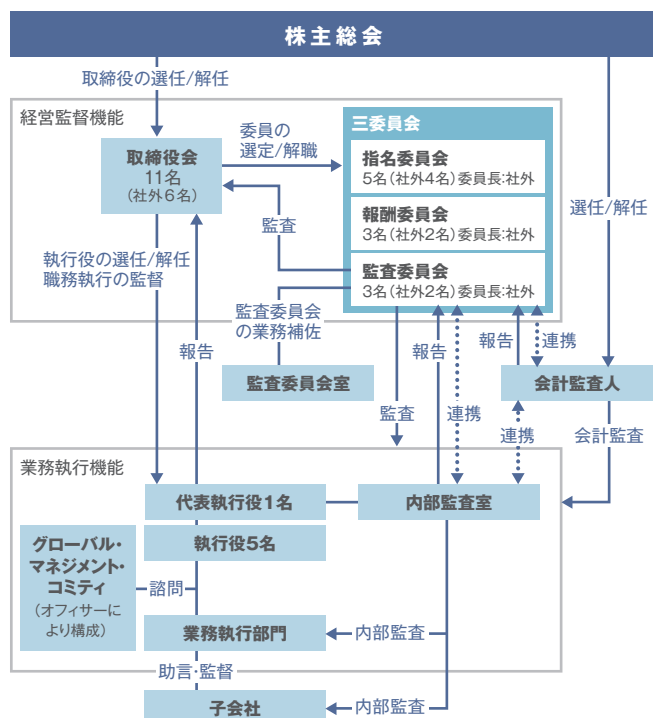 株主総会
取締役の選任/解任
経営監督機能
取締役会
11名
(社外6名)
委員の
選定/解職
三委員会
指名委員会
5名(社外4名)委員長:社外
報酬委員会
3名(社外2名)委員長:社外
監査委員会
3名(社外2名)委員長:社外
選任/解任
監査
執行役の選任/解任
職務執行の監督
監査委員会
の業務補佐
報告
報告
報告
連携
監査委員会室
会計監査人
監査
連携
連携
会計監査
業務執行機能
代表執行役1名
内部監査室
グローバル・
マネジメント・
コミティ
(オフィサーに
より構成)
執行役5名
諮問
業務執行部門
内部監査
助言・監督
子会社
内部監査